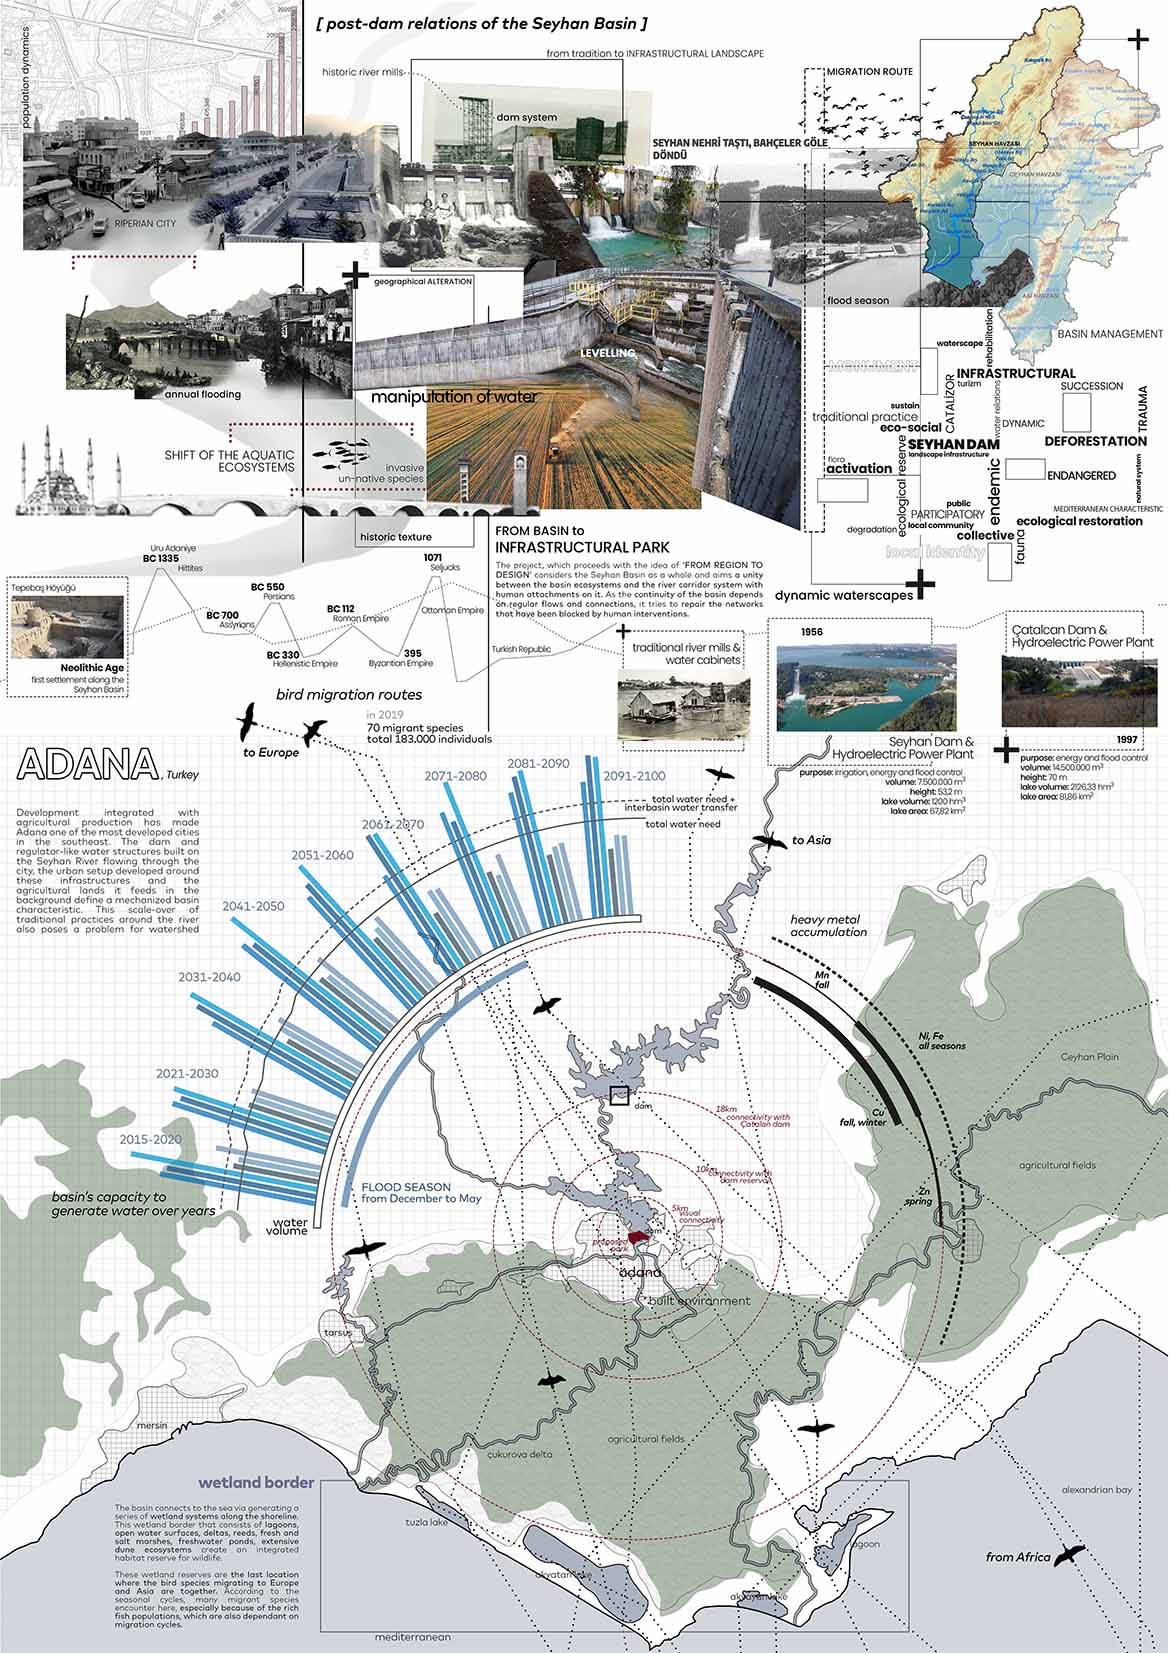 [ post-dam relations of the Seyhan Basin ]
population dynamics
2020
2010
1927
from tradition to INFRASTRUCTURAL LANDSCAPE
historic river mills
dam system
MIGRATION ROUTE
SEYHAN NEHRİ TAŞTI, BAHÇELER GÖLE
DÖNDÜ
RIPERIAN CITY
SEYHAN HAVZASI
CEYHAN HAVZASI
ASİ HAVZASI
geographical ALTERATION
flood season
BASIN MANAGEMENT
LEVELLING
annual flooding
manipulation of water
SHIFT OF THE AQUATIC
ECOSYSTEMS
invasive
un-native species
historic texture
waterscape
rehabilitation
MONUMENT
INFRASTRUCTURAL
turizm
SUCCESSION
CATALİZÖR
water relations
TRAUMA
sustain
traditional practice
DYNAMIC
eco-social
SEYHAN DAM
DEFORESTATION
landscape infrastructure
flora
activation
ecological reserve
endemic
ENDANGERED
natural system
public
PARTICIPATORY
MEDITERRANEAN CHARACTERISTIC
local community
ecological restoration
degradation
collective
local identity
fauna
dynamic waterscapes
FROM BASIN to
INFRASTRUCTURAL PARK
The project, which proceeds with the idea of 'FROM REGION TO
DESIGN' considers the Seyhan Basin as a whole and aims a unity
between the basin ecosystems and the river corridor system with
human attachments on it. As the continuity of the basin depends
on regular flows and connections, it tries to repair the networks
that have been blocked by human interventions.
Tepebaş Höyüğü
Neolithic Age
first settlement along the
Seyhan Basin
Uru Adaniye
BC 1335
Hittites
BC 700
Assyrians
BC 550
Persians
BC 330
Hellenistic Empire
BC 112
Roman Empire
395
Byzantian Empire
1071
Seljucks
Ottoman Empire
Turkish Republic
traditional river mills &
water cabinets
1956
Seyhan Dam &
Hydroelectric Power Plant
purpose: irrigation, energy and flood control
volume: 7.500.000 m³
height: 53,2 m
lake volume: 1200 hm³
lake area: 67,82 km²
Çatalcan Dam &
Hydroelectric Power Plant
1997
purpose: energy and flood control
volume: 14.500.000 m³
height: 70 m
lake volume: 2126,33 hm³
lake area: 81,86 km²
bird migration routes
in 2019
70 migrant species
total 183.000 individuals
to Europe
ADANA, Turkey
Development integrated with
agricultural production has made
Adana one of the most developed cities
in the southeast. The dam and
regulator-like water structures built on
the Seyhan River flowing through the
city, the urban setup developed around
these infrastructures and the
agricultural lands it feeds in the
background define a mechanized basin
characteristic. This scale-over of
traditional practices around the river
also poses a problem for watershed
2091-2100
2081-2090
2071-2080
2061-2070
2051-2060
2041-2050
2031-2040
2021-2030
2015-2020
total water need +
interbasin water transfer
total water need
to Asia
basin's capacity to
generate water over years
water
volume
FLOOD SEASON
from December to May
heavy metal
accumulation
Mn
fall
Ni, Fe
all seasons
Cu
fall, winter
Zn
spring
Ceyhan Plain
agricultural fields
dam
18km
connectivity with
Çatalan dam
10km
connectivity with
dam reservoir
5km
visual
connectivity
dam
proposed
park
adana
built environment
tarsus
mersin
çukurova delta
agricultural fields
wetland border
The basin connects to the sea via generating a
series of wetland systems along the shoreline.
This wetland border that consists of lagoons,
open water surfaces, deltas, reeds, fresh and
salt marshes, freshwater ponds, extensive
dune ecosystems create an integrated
habitat reserve for wildlife.
These wetland reserves are the last location
where the bird species migrating to Europe
and Asia are together. According to the
seasonal cycles, many migrant species
encounter here, especially because of the rich
fish populations, which are also dependant on
migration cycles.
tuzla lake
akyatan lake
akyayan lake
lagoon
alexandrian bay
from Africa
mediterranean